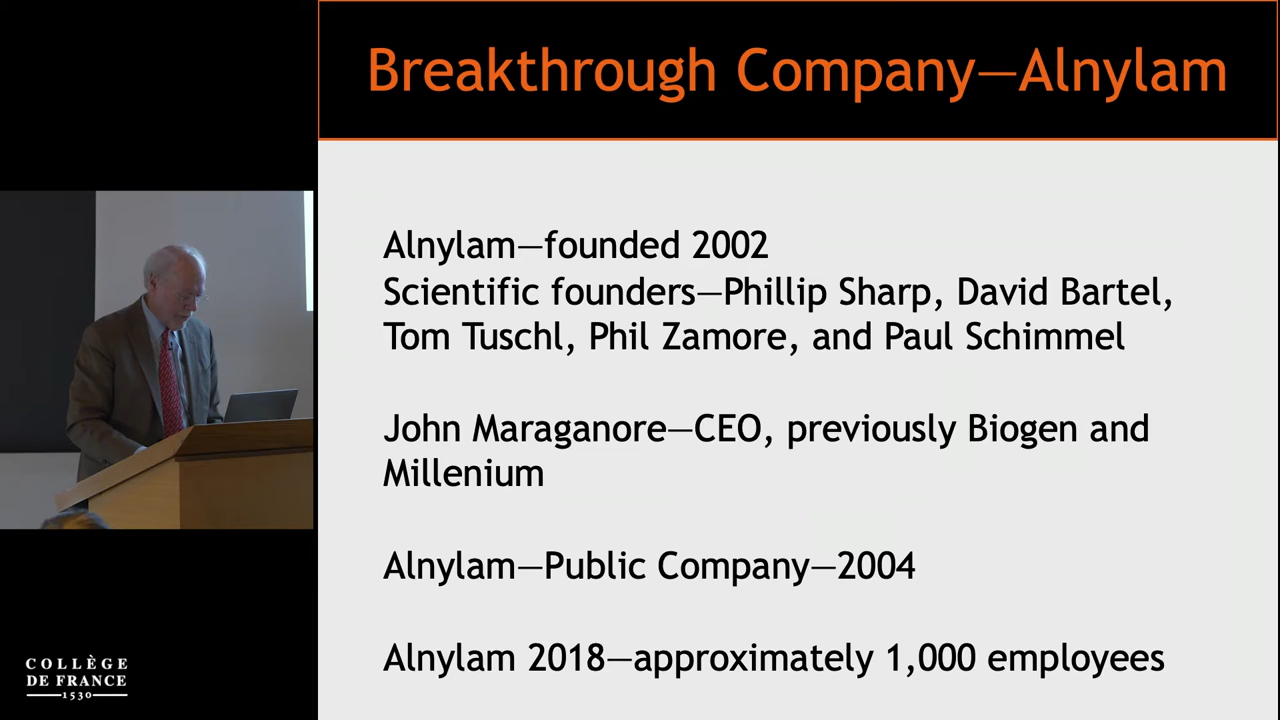 Breakthrough Company—Alnylam
Alnylam—founded 2002
Scientific founders—Phillip Sharp, David Bartel,
Tom Tuschl, Phil Zamore, and Paul Schimmel
John Maraganore—CEO, previously Biogen and
Millenium
Alnylam—Public Company—2004
Alnylam 2018—approximately 1,000 employees
COLLÈGE
DE FRANCE
1530